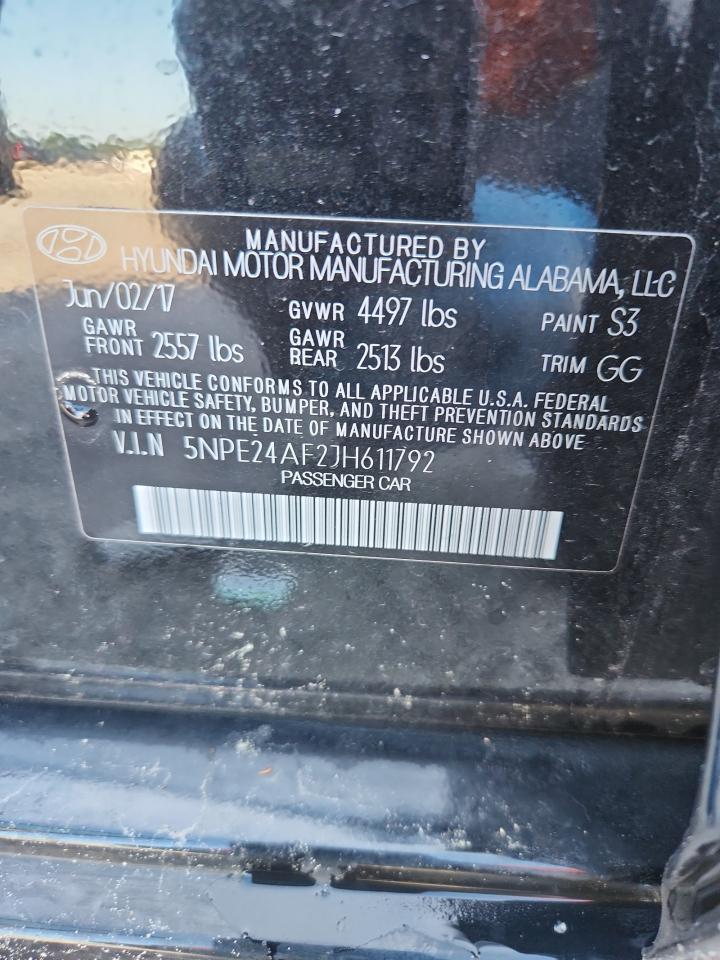 MANUFACTURED BY
HYUNDAI MOTOR MANUFACTURING ALABAMA, LLC
Jun/02/17 GVWR 4497 lbs PAINT S3
GAWR FRONT 2557 lbs GAWR REAR 2513 lbs TRIM GG
THIS VEHICLE CONFORMS TO ALL APPLICABLE U.S.A. FEDERAL
MOTOR VEHICLE SAFETY, BUMPER, AND THEFT PREVENTION STANDARDS
IN EFFECT ON THE DATE OF MANUFACTURE SHOWN ABOVE
V.I.N 5NPE24AF2JH611792
PASSENGER CAR